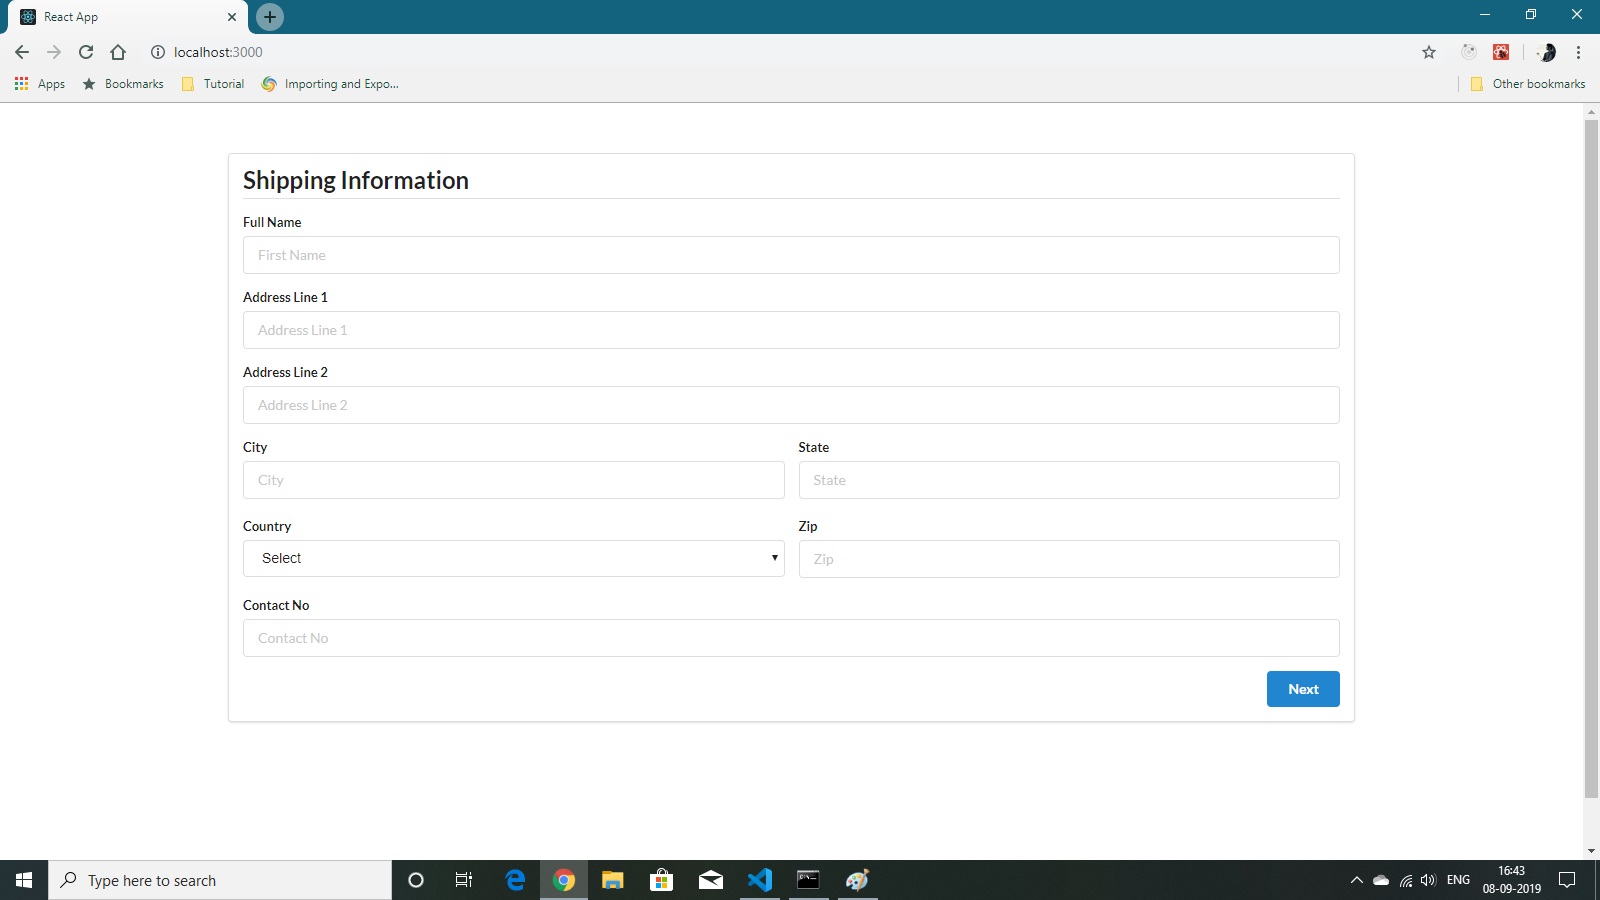 React App
localhost:3000
Apps Bookmarks Tutorial Importing and Expo... Other bookmarks
Shipping Information
Full Name
First Name
Address Line 1
Address Line 1
Address Line 2
Address Line 2
City State
City State
Country Zip
Select Zip
Contact No
Contact No
Next
Type here to search ENG 16:43
08-09-2019